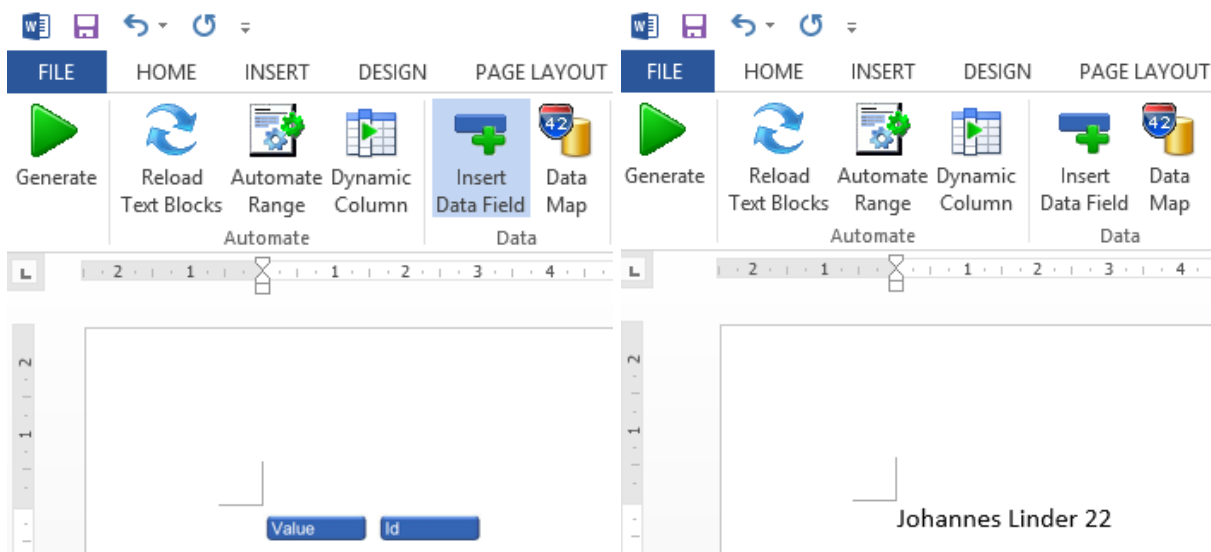 FILE HOME INSERT DESIGN PAGE LAYOUT
Generate Reload Automate Dynamic Insert Data
Text Blocks Range Column Data Field Map
Automate Data
2 1 1 2 3 4
2
1
Value Id
FILE HOME INSERT DESIGN PAGE LAYOUT
42
Generate Reload Automate Dynamic Insert Data
Text Blocks Range Column Data Field Map
Automate Data
2 1 1 2 3 4
2
1
Johannes Linder 22